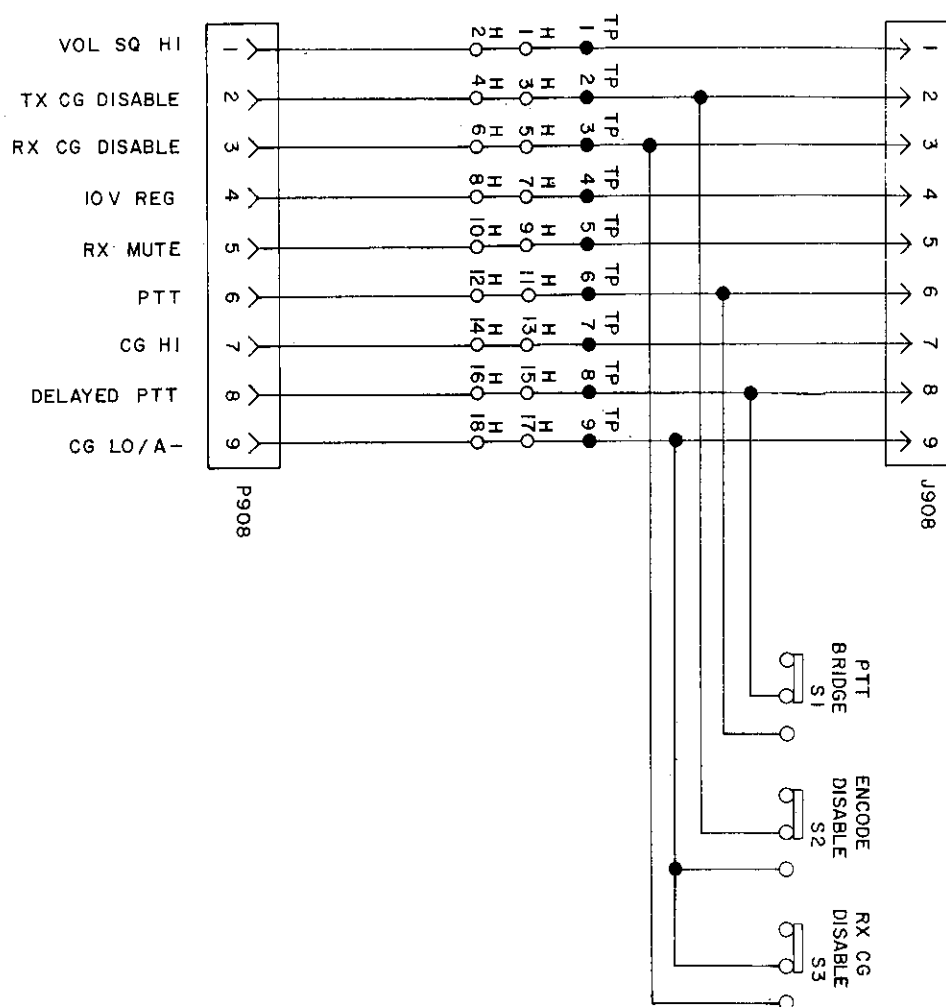 VOL SQ HI 1 2 H 1 H 1 TP 1
TX CG DISABLE 2 4 H 3 H 2 TP 2
RX CG DISABLE 3 6 H 5 H 3 TP 3
10V REG 4 8 H 7 H 4 TP 4
RX MUTE 5 10 H 9 H 5 TP 5
PTT 6 12 H 11 H 6 TP 6
CG HI 7 14 H 13 H 7 TP 7
DELAYED PTT 8 16 H 15 H 8 TP 8
CG LO/A- 9 18 H 17 H 9 TP 9
P908
J908
PTT
BRIDGE
S1
ENCODE
DISABLE
S2
RX CG
DISABLE
S3